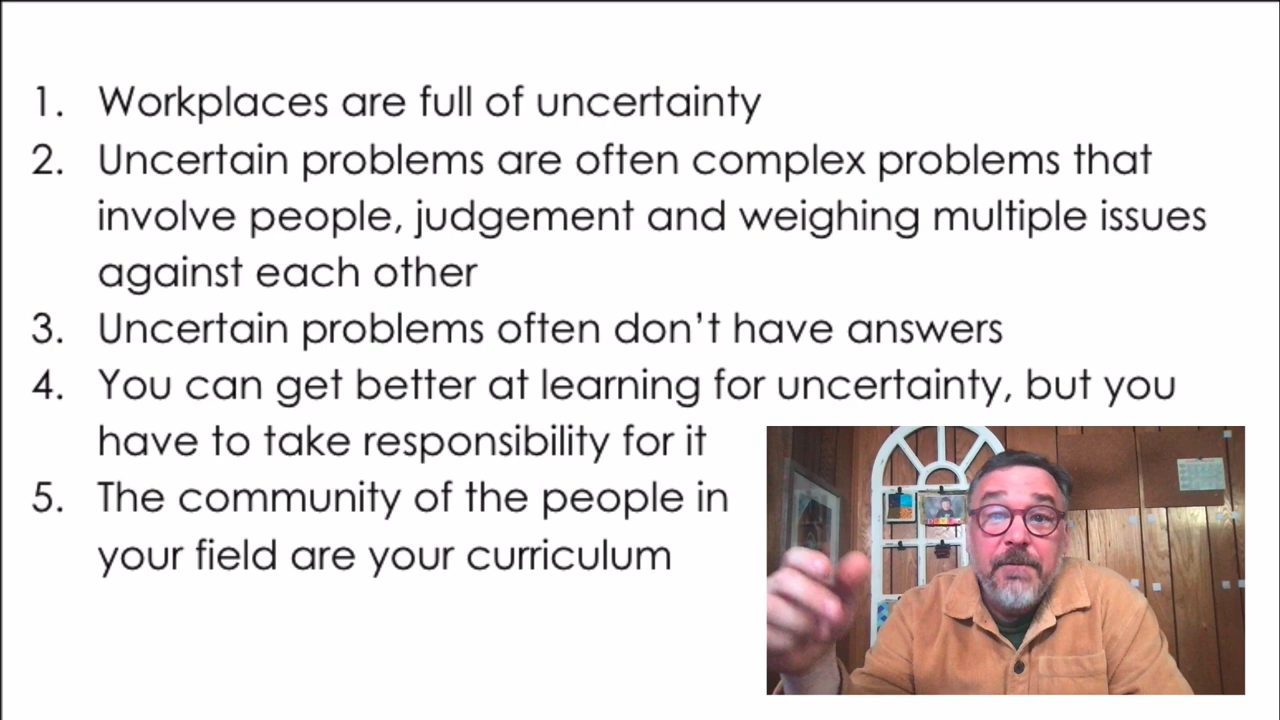 1. Workplaces are full of uncertainty
2. Uncertain problems are often complex problems that
involve people, judgement and weighing multiple issues
against each other
3. Uncertain problems often don’t have answers
4. You can get better at learning for uncertainty, but you
have to take responsibility for it
5. The community of the people in
your field are your curriculum